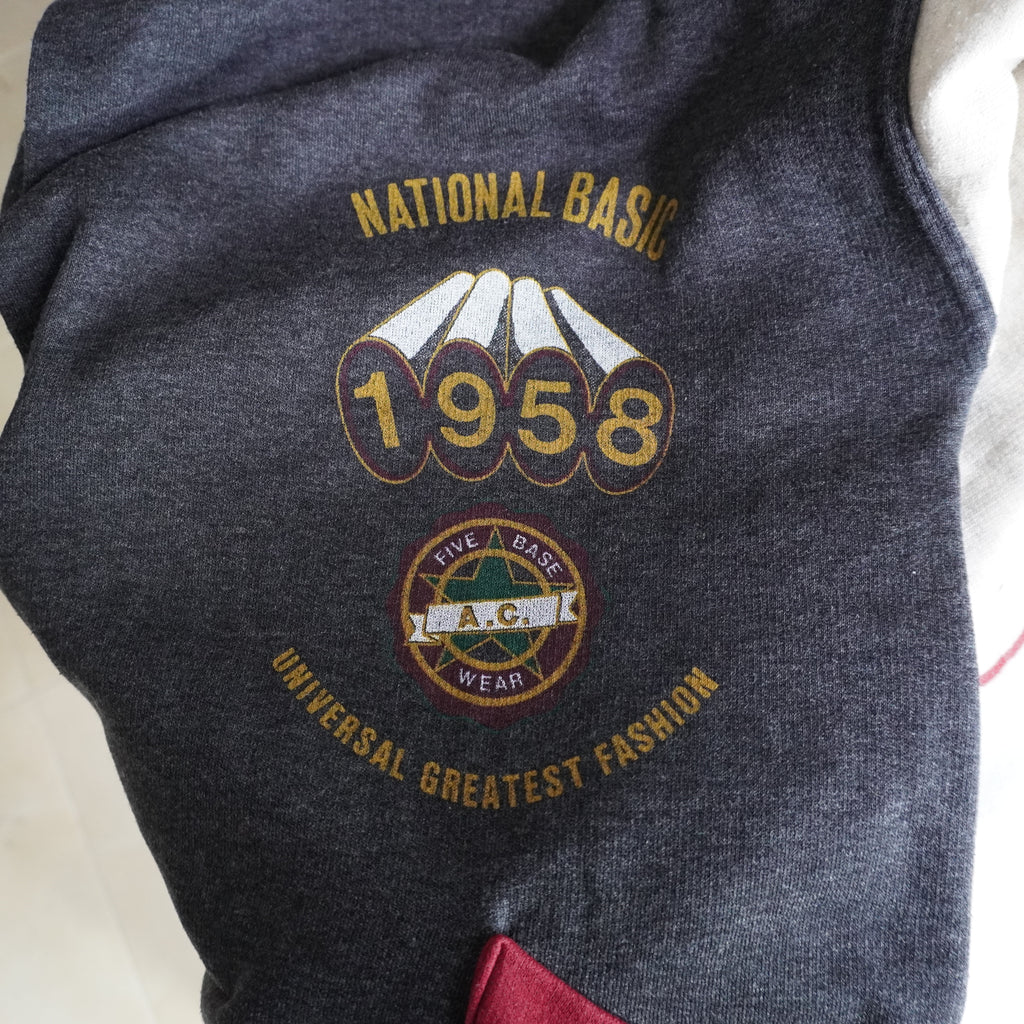 NATIONAL BASIC
1958
FIVE BASE
A.C.
WEAR
UNIVERSAL GREATEST FASHION